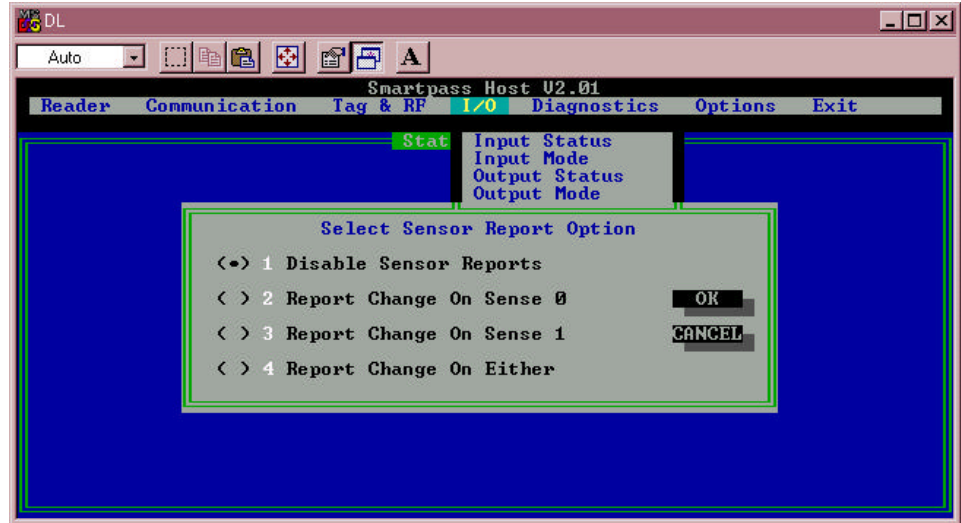 DL
Auto
A
Smartpass Host V2.01
Reader Communication Tag & RF I/O Diagnostics Options Exit
Stat
Input Status
Input Mode
Output Status
Output Mode
Select Sensor Report Option
(•) 1 Disable Sensor Reports
( ) 2 Report Change On Sense 0
OK
( ) 3 Report Change On Sense 1
CANCEL
( ) 4 Report Change On Either